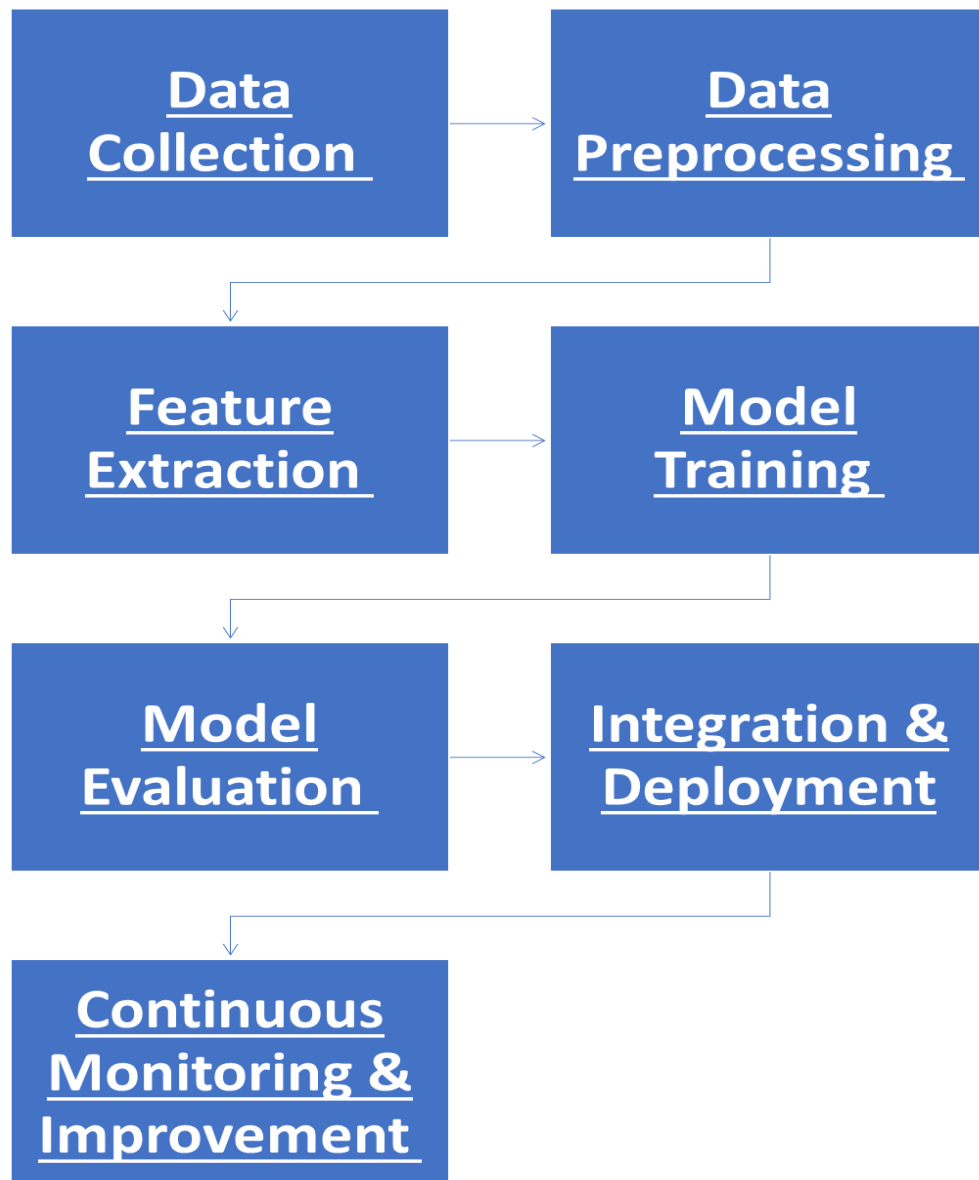 Data
Collection
Data
Preprocessing
Feature
Extraction
Model
Training
Model
Evaluation
Integration &
Deployment
Continuous
Monitoring &
Improvement